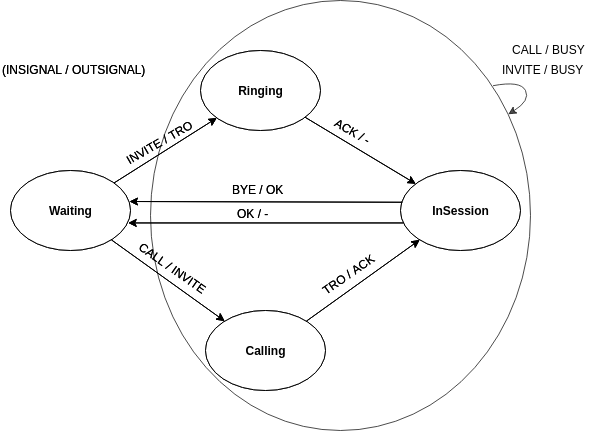 CALL / BUSY
(INSIGNAL / OUTSIGNAL)
INVITE / BUSY
Ringing
INVITE / TRO
ACK / -
BYE / OK
Waiting
InSession
OK / -
CALL / INVITE
TRO / ACK
Calling